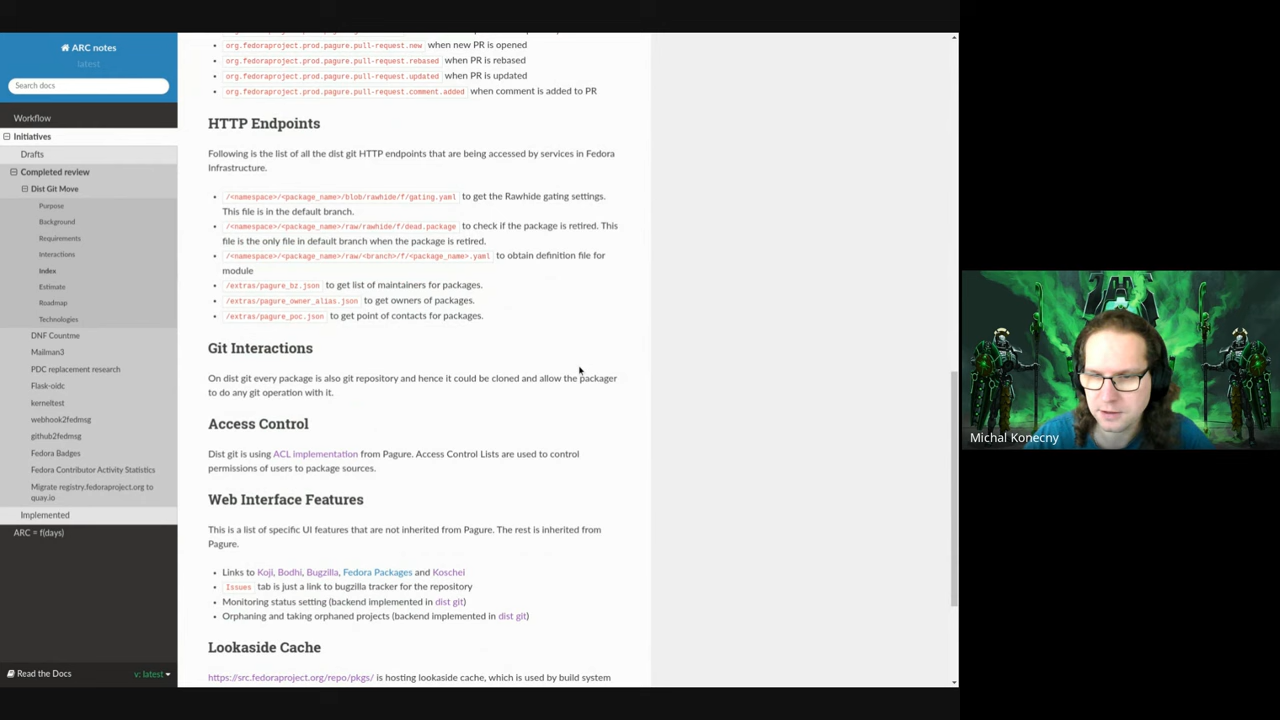 ARC notes
latest
Search docs
Workflow
Initiatives
Drafts
Completed review
Dist Git Move
Purpose
Background
Requirements
Interactions
Index
Estimate
Roadmap
Technologies
DNF Countme
Mailman3
PDC replacement research
Flask-oidc
kerneltest
webhook2fedmsg
github2fedmsg
Fedora Badges
Fedora Contributor Activity Statistics
Migrate registry.fedoraproject.org to
quay.io
Implemented
ARC = f(days)
Read the Docs
v: latest
org.fedoraproject.prod.pagure.pull-request.new when new PR is opened
org.fedoraproject.prod.pagure.pull-request.rebased when PR is rebased
org.fedoraproject.prod.pagure.pull-request.updated when PR is updated
org.fedoraproject.prod.pagure.pull-request.comment.added when comment is added to PR
HTTP Endpoints
Following is the list of all the dist git HTTP endpoints that are being accessed by services in Fedora
Infrastructure.
/<namespace>/<package_name>/blob/rawhide/f/gating.yaml to get the Rawhide gating settings.
This file is in the default branch.
/<namespace>/<package_name>/raw/rawhide/f/dead.package to check if the package is retired. This
file is the only file in default branch when the package is retired.
/<namespace>/<package_name>/raw/<branch>/f/<package_name>.yaml to obtain definition file for
module
/extras/pagure_bz.json to get list of maintainers for packages.
/extras/pagure_owner_alias.json to get owners of packages.
/extras/pagure_poc.json to get point of contacts for packages.
Git Interactions
On dist git every package is also git repository and hence it could be cloned and allow the packager
to do any git operation with it.
Access Control
Dist git is using ACL implementation from Pagure. Access Control Lists are used to control
permissions of users to package sources.
Web Interface Features
This is a list of specific UI features that are not inherited from Pagure. The rest is inherited from
Pagure.
Links to Koji, Bodhi, Bugzilla, Fedora Packages and Koschei
Issues tab is just a link to bugzilla tracker for the repository
Monitoring status setting (backend implemented in dist git)
Orphaning and taking orphaned projects (backend implemented in dist git)
Lookaside Cache
https://src.fedoraproject.org/repo/pkgs/ is hosting lookaside cache, which is used by build system
Michal Konecny